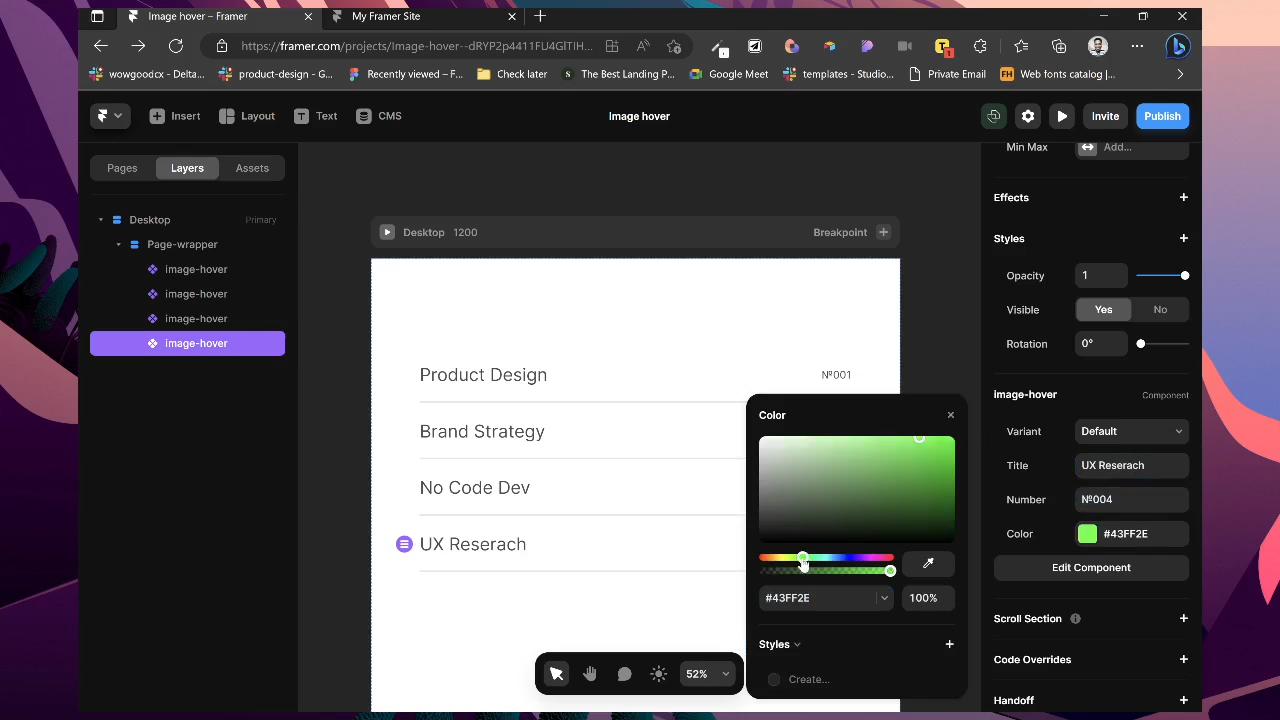 Image hover – Framer
My Framer Site
https://framer.com/projects/Image-hover--dRYP2p4411FU4GlTIH...
wowgoodcx - Delta...
product-design - G...
Recently viewed – F...
Check later
The Best Landing P...
Google Meet
templates - Studio...
Private Email
FH
Web fonts catalog |...
Insert
Layout
Text
CMS
Image hover
Invite
Publish
Pages
Layers
Assets
Desktop
Primary
Page-wrapper
image-hover
image-hover
image-hover
image-hover
Desktop 1200
Breakpoint
Product Design
№001
Brand Strategy
No Code Dev
UX Reserach
52%
Color
#43FF2E
100%
Styles
Create...
Min Max
Add...
Effects
Styles
Opacity
1
Visible
Yes
No
Rotation
0°
image-hover
Component
Variant
Default
Title
UX Reserach
Number
№004
Color
#43FF2E
Edit Component
Scroll Section
Code Overrides
Handoff